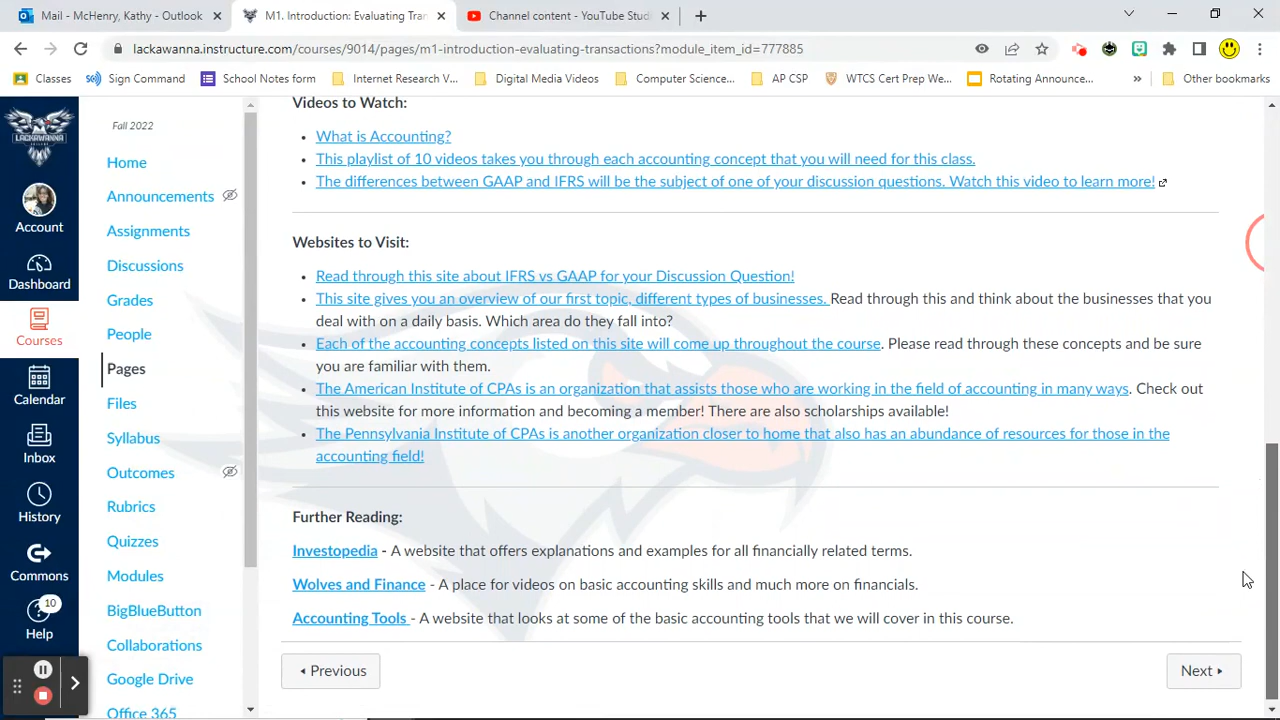 Mail - McHenry, Kathy - Outlook
M1. Introduction: Evaluating Tran
Channel content - YouTube Studi
lackawanna.instructure.com/courses/9014/pages/m1-introduction-evaluating-transactions?module_item_id=777885
Classes
Sign Command
School Notes form
Internet Research V...
Digital Media Videos
Computer Science...
AP CSP
WTCS Cert Prep We...
Rotating Announce...
Other bookmarks
LACKAWANNA
COLLEGE
Account
Dashboard
Courses
Calendar
Inbox
History
Commons
10
Help
Fall 2022
Home
Announcements
Assignments
Discussions
Grades
People
Pages
Files
Syllabus
Outcomes
Rubrics
Quizzes
Modules
BigBlueButton
Collaborations
Google Drive
Office 365
Videos to Watch:
What is Accounting?
This playlist of 10 videos takes you through each accounting concept that you will need for this class.
The differences between GAAP and IFRS will be the subject of one of your discussion questions. Watch this video to learn more!
Websites to Visit:
Read through this site about IFRS vs GAAP for your Discussion Question!
This site gives you an overview of our first topic, different types of businesses. Read through this and think about the businesses that you
deal with on a daily basis. Which area do they fall into?
Each of the accounting concepts listed on this site will come up throughout the course. Please read through these concepts and be sure
you are familiar with them.
The American Institute of CPAs is an organization that assists those who are working in the field of accounting in many ways. Check out
this website for more information and becoming a member! There are also scholarships available!
The Pennsylvania Institute of CPAs is another organization closer to home that also has an abundance of resources for those in the
accounting field!
Further Reading:
Investopedia - A website that offers explanations and examples for all financially related terms.
Wolves and Finance - A place for videos on basic accounting skills and much more on financials.
Accounting Tools - A website that looks at some of the basic accounting tools that we will cover in this course.
Previous
Next